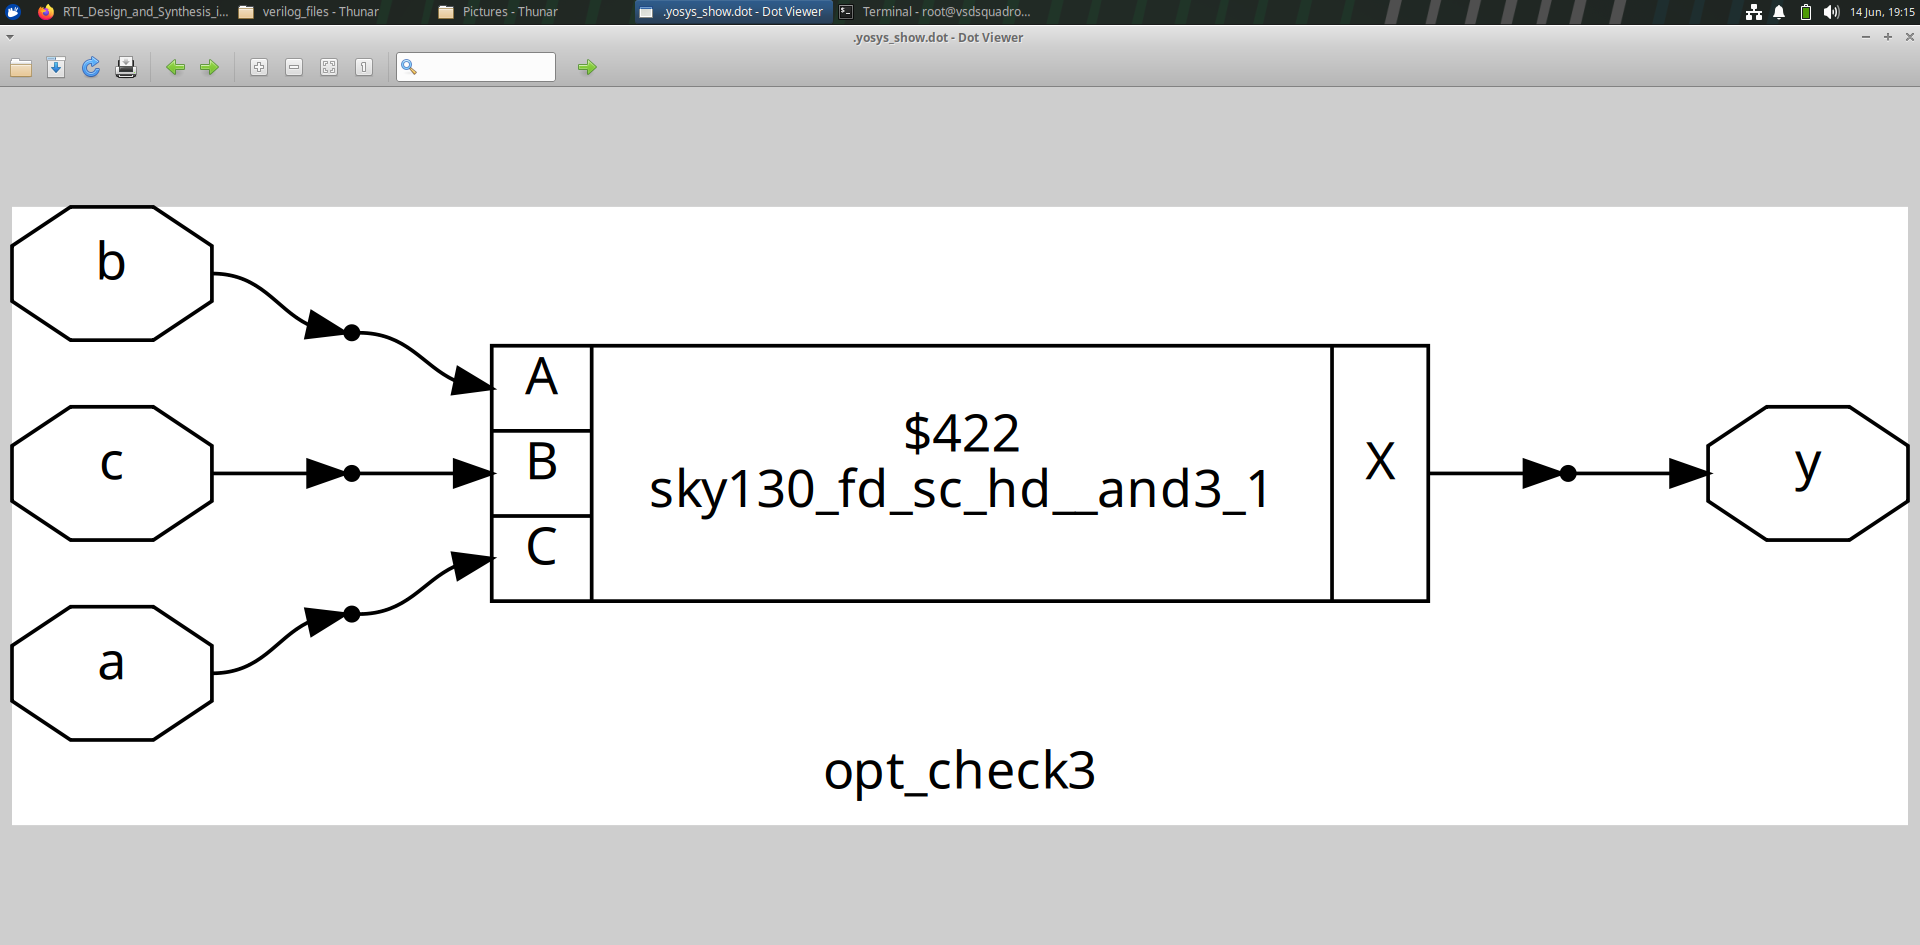 RTL_Design_and_Synthesis_i...
verilog_files - Thunar
Pictures - Thunar
.yosys_show.dot - Dot Viewer
Terminal - root@vsdsquadro...
14 Jun, 19:15
.yosys_show.dot - Dot Viewer
b
c
a
A
B
C
$422
sky130_fd_sc_hd__and3_1
X
y
opt_check3